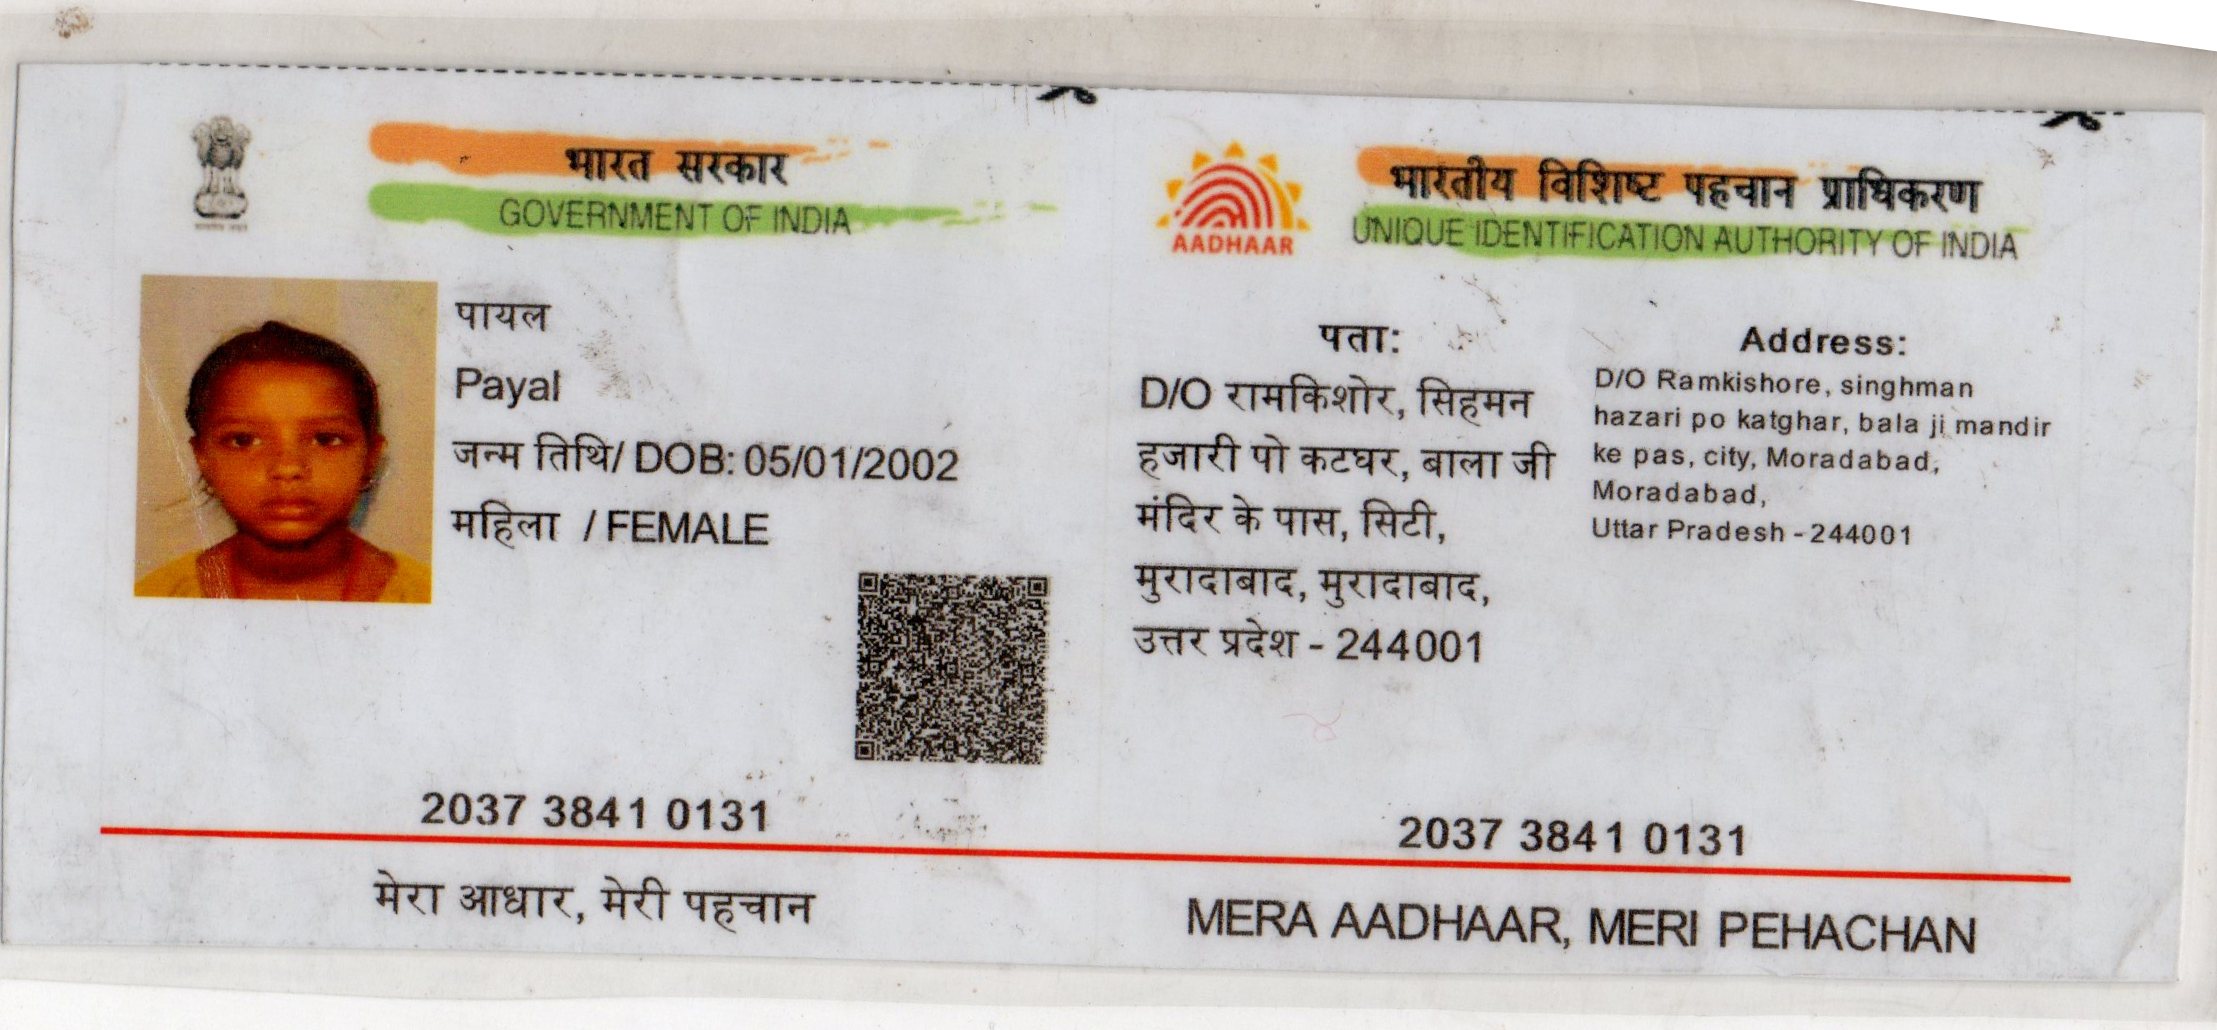 भारत सरकार
GOVERNMENT OF INDIA
पायल
Payal
जन्म तिथि/ DOB: 05/01/2002
महिला / FEMALE
2037 3841 0131
मेरा आधार, मेरी पहचान
भारतीय विशिष्ट पहचान प्राधिकरण
UNIQUE IDENTIFICATION AUTHORITY OF INDIA
AADHAAR
पता:
D/O रामकिशोर, सिहमन
हजारी पो कटघर, बाला जी
मंदिर के पास, सिटी,
मुरादाबाद, मुरादाबाद,
उत्तर प्रदेश - 244001
Address:
D/O Ramkishore, singhman
hazari po katghar, bala ji mandir
ke pas, city, Moradabad,
Moradabad,
Uttar Pradesh - 244001
2037 3841 0131
MERA AADHAAR, MERI PEHACHAN